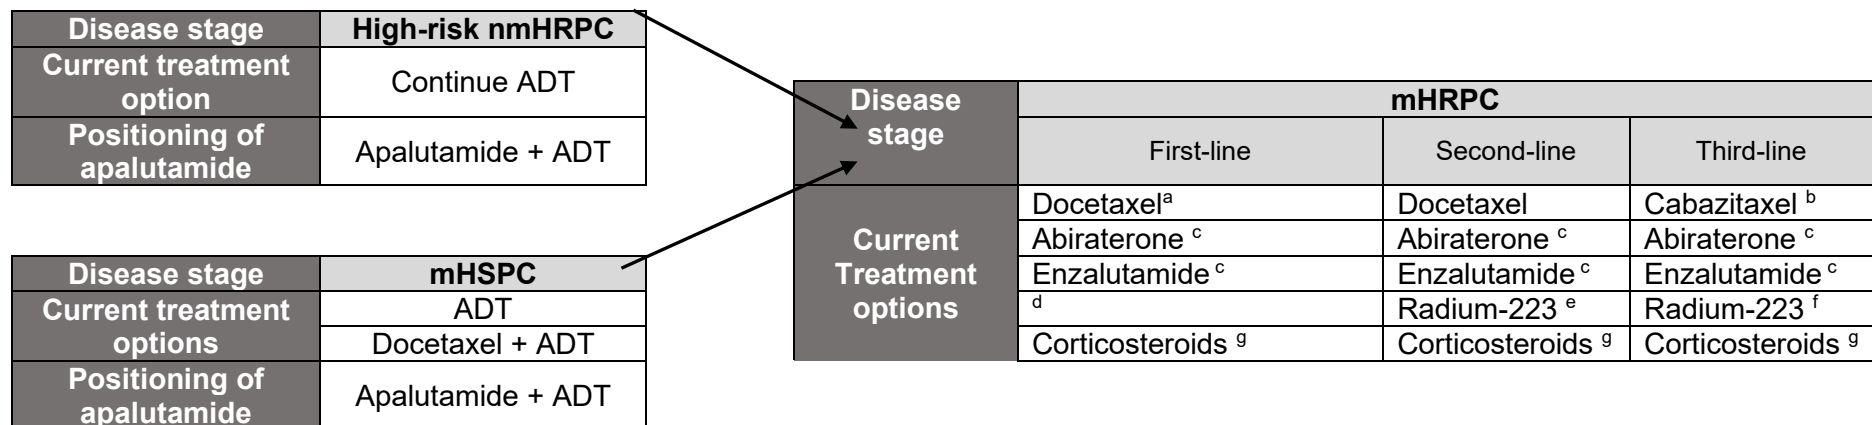 Disease stage
High-risk nmHRPC
Current treatment
option
Continue ADT
Positioning of
apalutamide
Apalutamide + ADT
Disease stage
mHSPC
Current treatment
options
ADT
Docetaxel + ADT
Positioning of
apalutamide
Apalutamide + ADT
Disease
stage
mHRPC
First-line
Second-line
Third-line
Current
Treatment
options
Docetaxelᵃ
Docetaxel
Cabazitaxel ᵇ
Abiraterone ᶜ
Abiraterone ᶜ
Abiraterone ᶜ
Enzalutamide ᶜ
Enzalutamide ᶜ
Enzalutamide ᶜ
ᵈ
Radium-223 ᵉ
Radium-223 ᶠ
Corticosteroids ᵍ
Corticosteroids ᵍ
Corticosteroids ᵍ